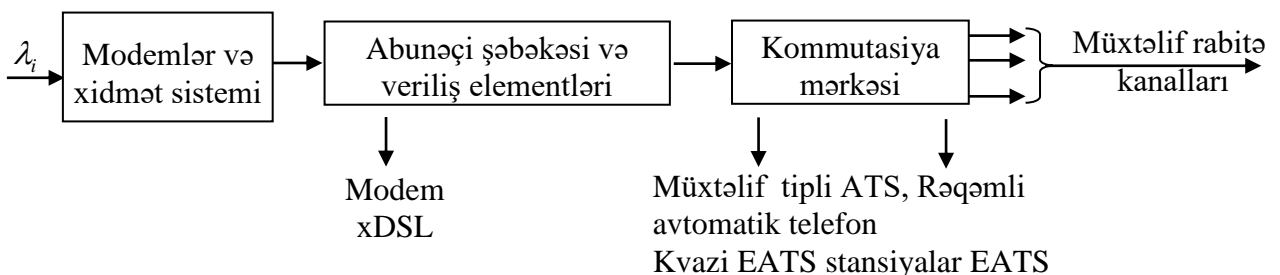 λi
Modemlər və
xidmət sistemi
Abunəçi şəbəkəsi və
veriliş elementləri
Kommutasiya
mərkəsi
Müxtəlif rabitə
kanalları
Modem
xDSL
Müxtəlif tipli ATS, Rəqəmli
avtomatik telefon
Kvazi EATS stansiyalar EATS